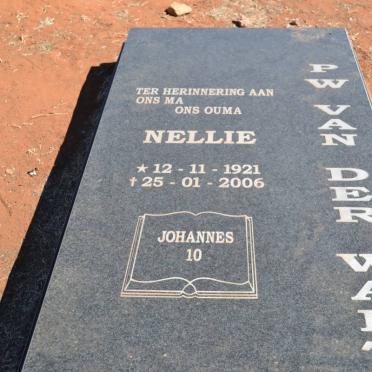 TER HERINNERING AAN
ONS MA
ONS OUMA
NELLIE
★ 12 - 11 - 1921
† 25 - 01 - 2006
JOHANNES
10
PW VAN DER